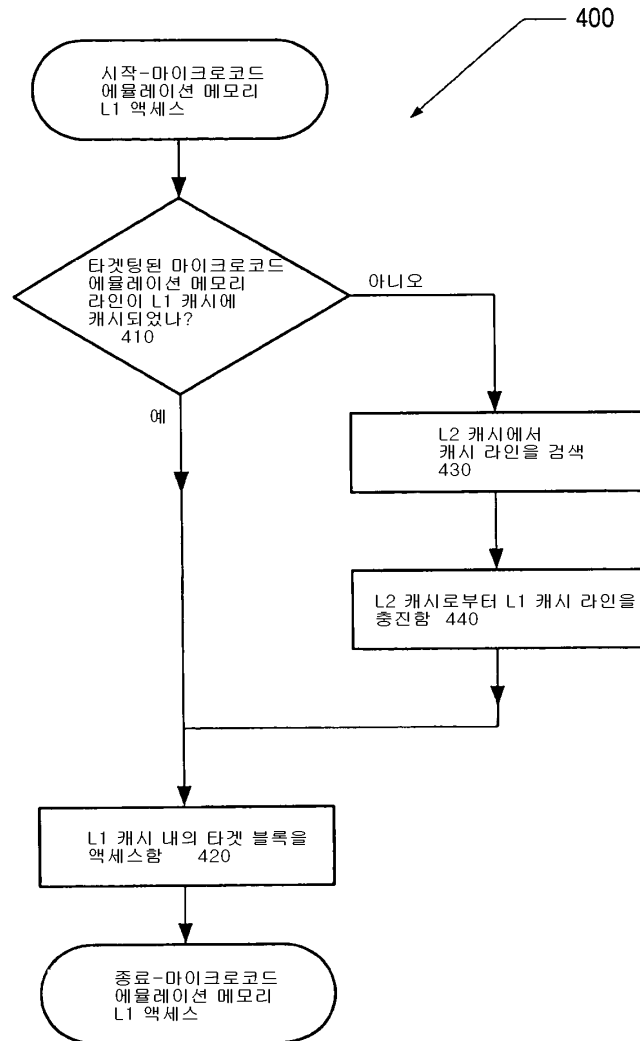 400
시작-마이크로코드
에뮬레이션 메모리
L1 액세스
타겟팅된 마이크로코드
에뮬레이션 메모리
라인이 L1 캐시에
캐시되었나?
410
아니오
예
L2 캐시에서
캐시 라인을 검색
430
L2 캐시로부터 L1 캐시 라인을
충진함 440
L1 캐시 내의 타겟 블록을
액세스함 420
종료-마이크로코드
에뮬레이션 메모리
L1 액세스